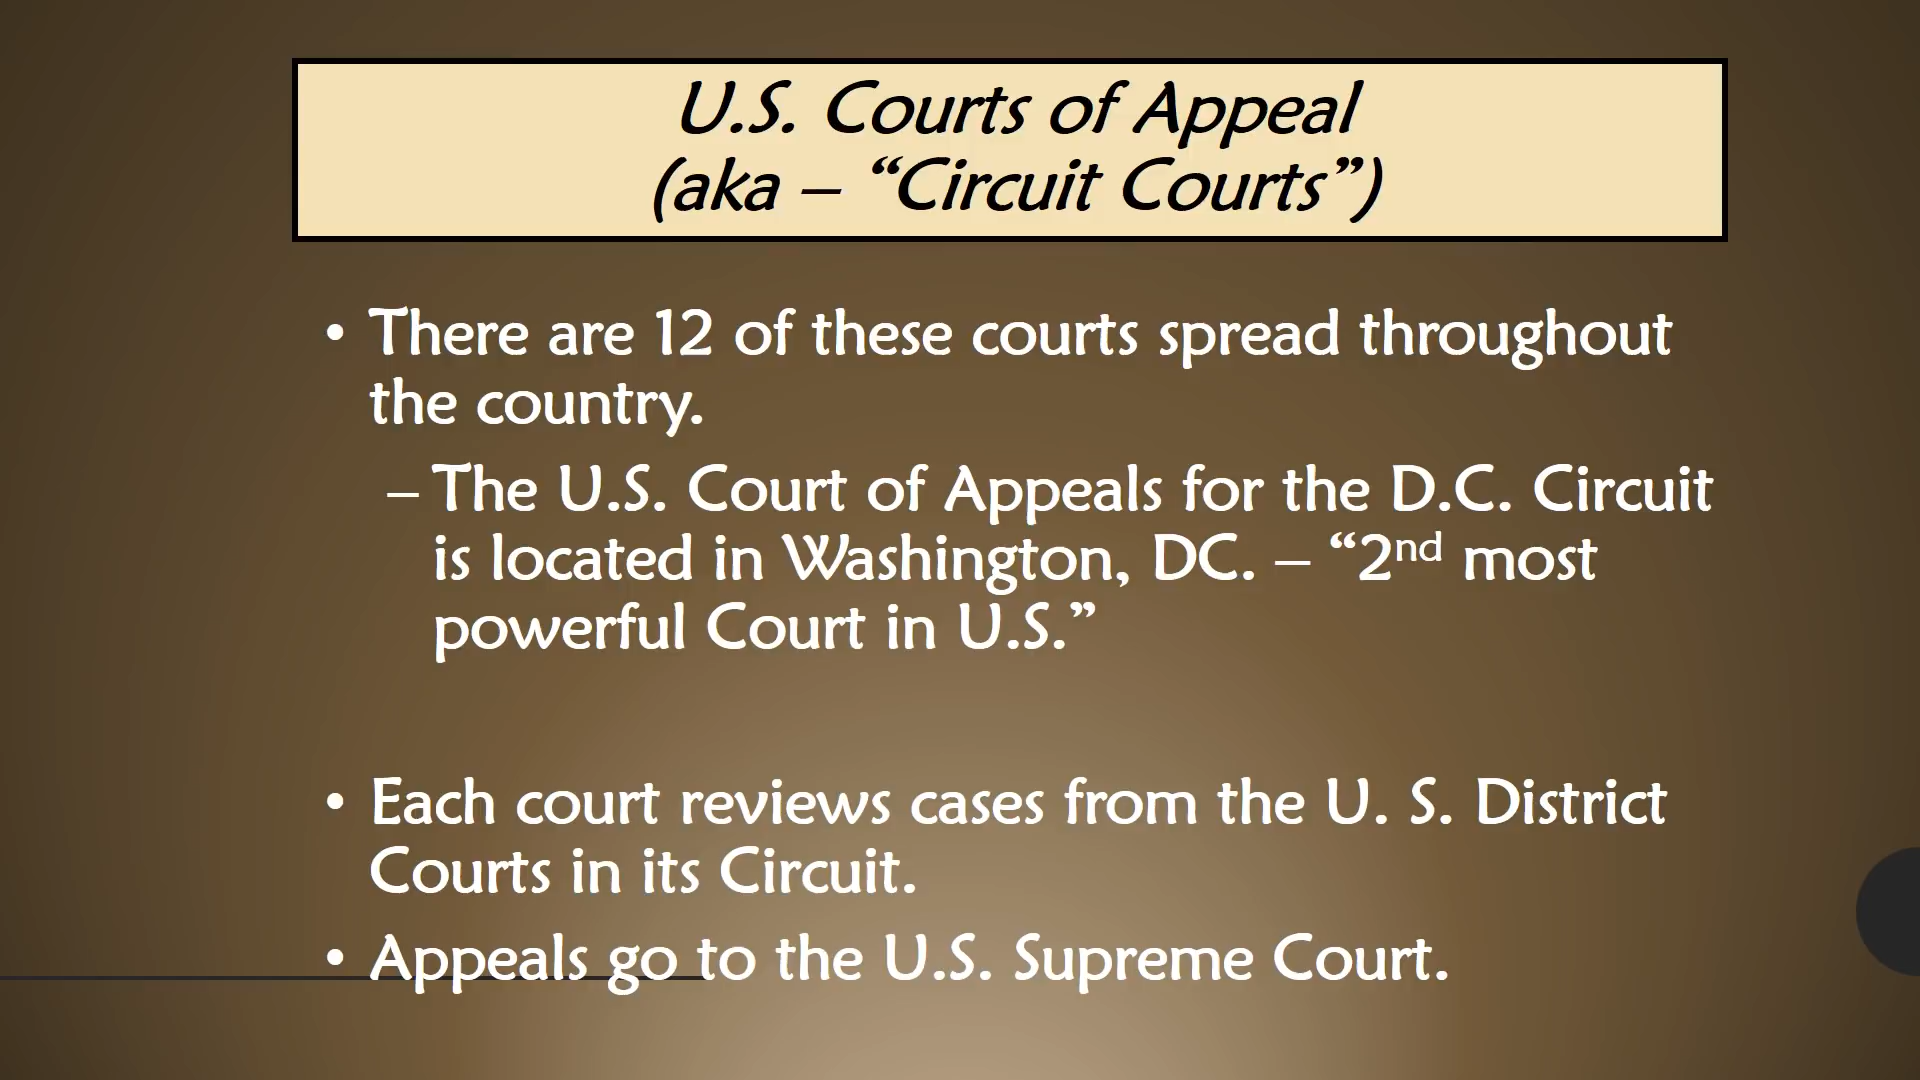 U.S. Courts of Appeal
(aka – “Circuit Courts”)
• There are 12 of these courts spread throughout
the country.
– The U.S. Court of Appeals for the D.C. Circuit
is located in Washington, DC. – “2nd most
powerful Court in U.S.”
• Each court reviews cases from the U. S. District
Courts in its Circuit.
• Appeals go to the U.S. Supreme Court.